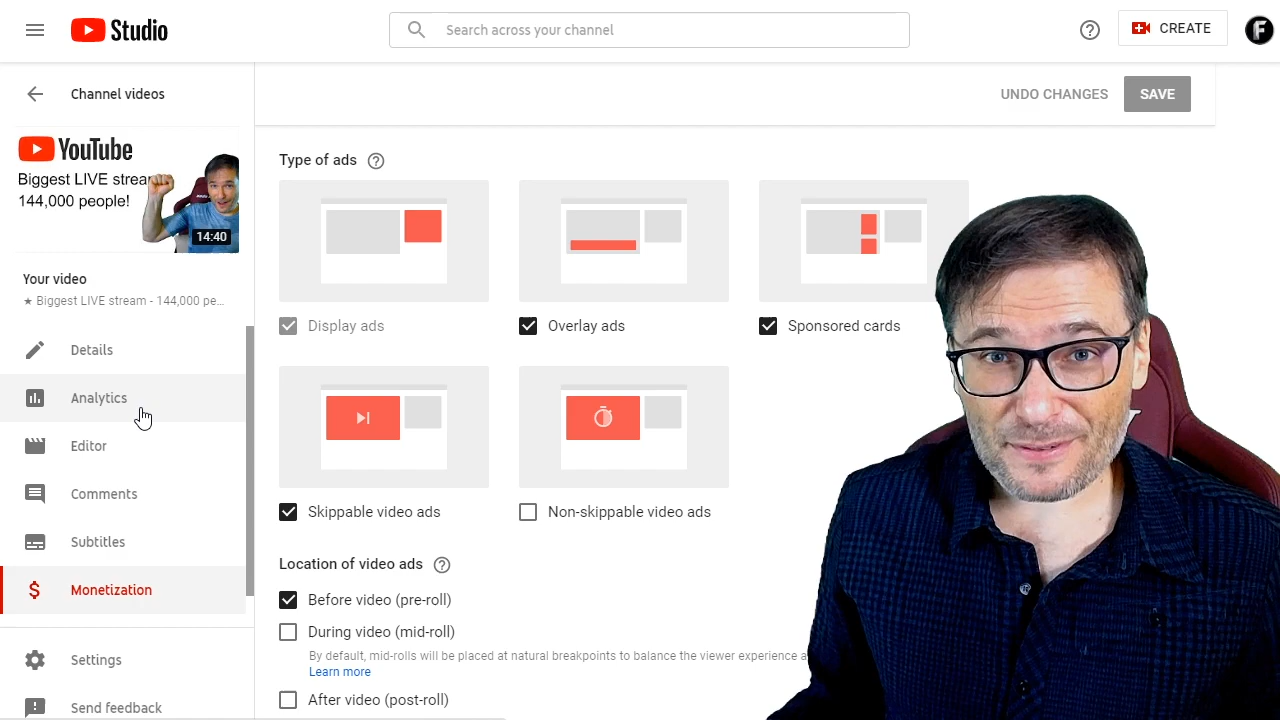 Studio
Search across your channel
CREATE
F
Channel videos
UNDO CHANGES
SAVE
YouTube
Biggest LIVE strea
144,000 people!
14:40
Your video
★ Biggest LIVE stream - 144,000 pe...
Details
Analytics
Editor
Comments
Subtitles
$ Monetization
Settings
Send feedback
Type of ads ?
Display ads
Overlay ads
Sponsored cards
Skippable video ads
Non-skippable video ads
Location of video ads ?
Before video (pre-roll)
During video (mid-roll)
By default, mid-rolls will be placed at natural breakpoints to balance the viewer experience a
Learn more
After video (post-roll)